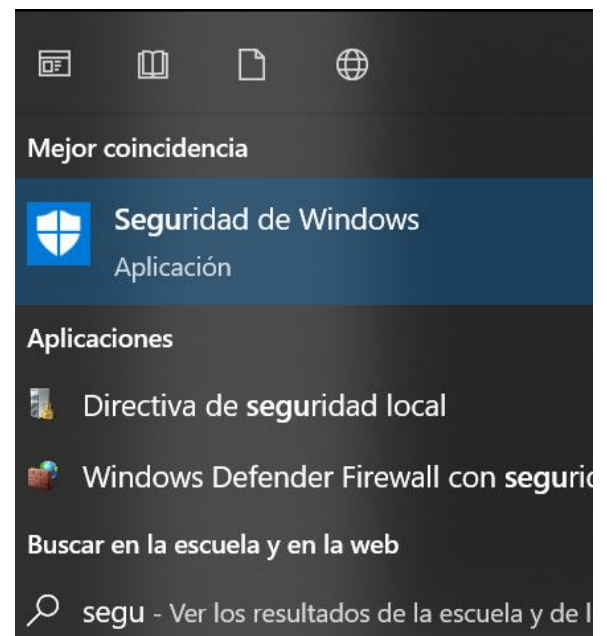 Mejor coincidencia
Seguridad de Windows
Aplicación
Aplicaciones
Directiva de seguridad local
Windows Defender Firewall con
Buscar en la escuela y en la web
segu - Ver los resultados de la escuela y de